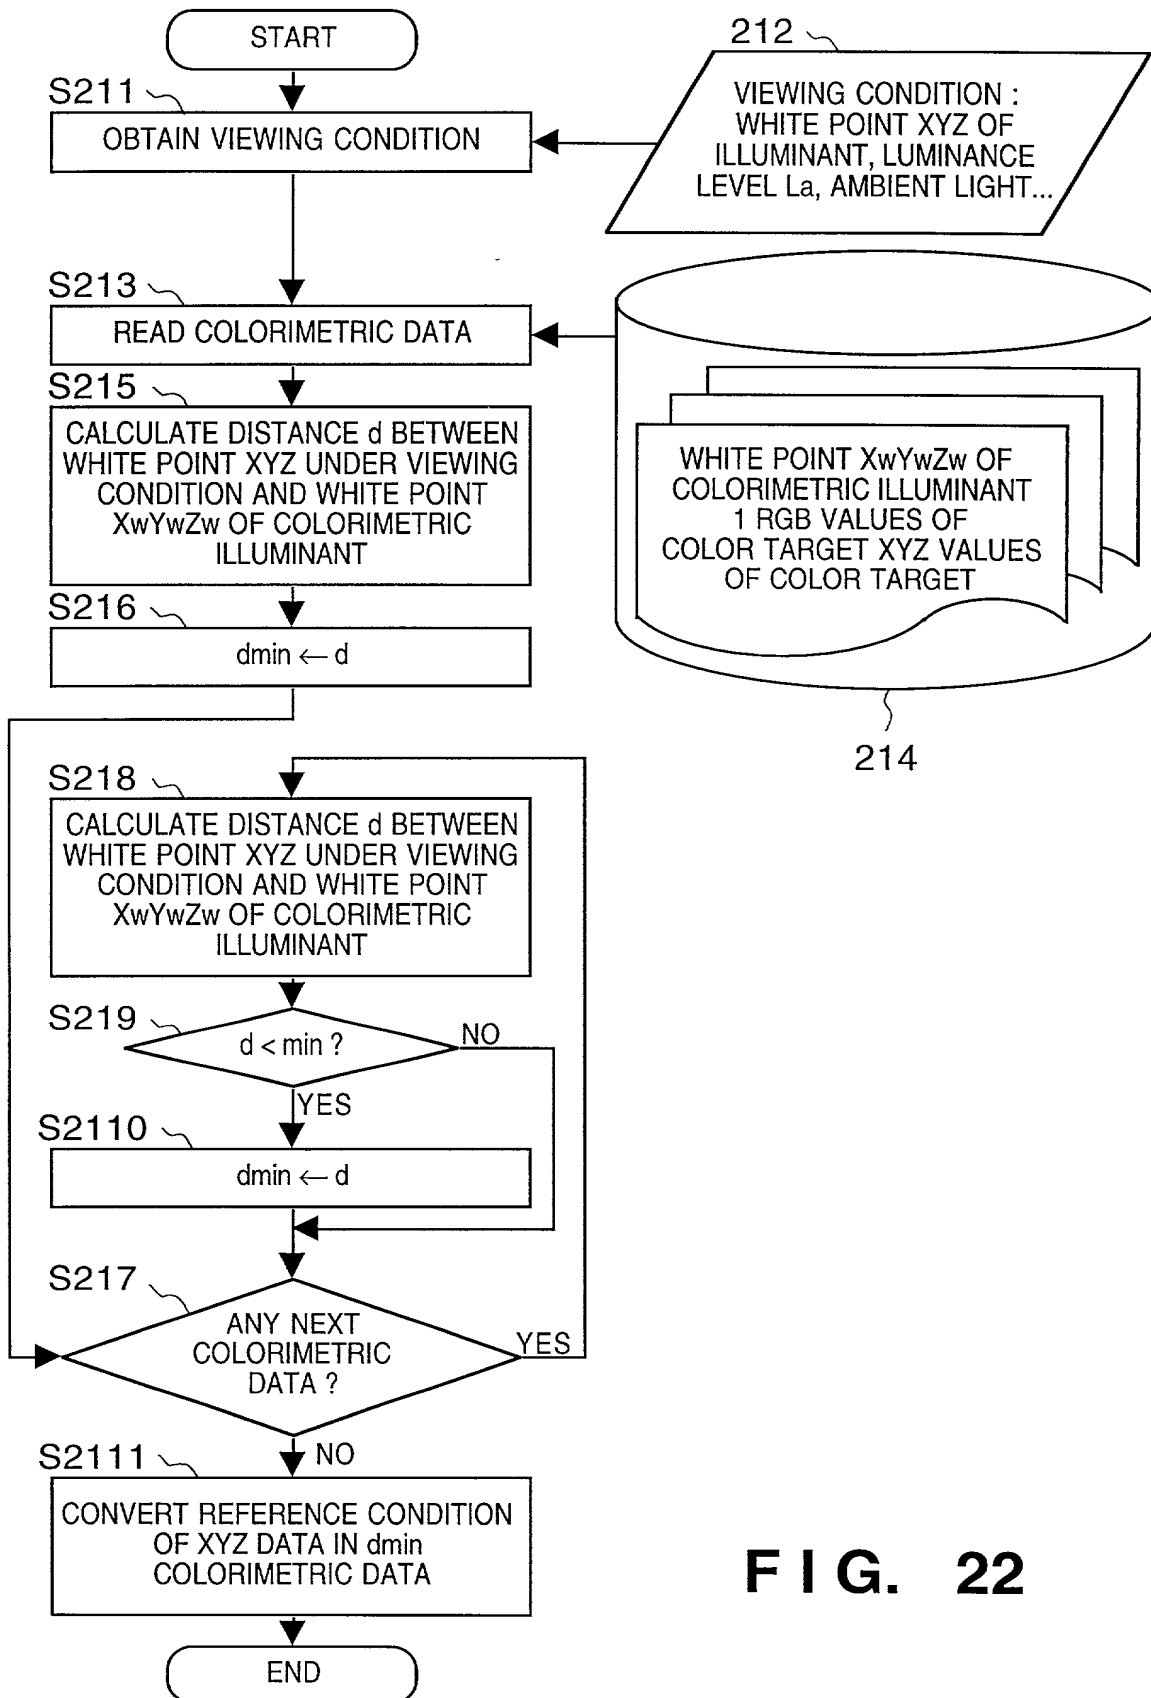 START
S211
OBTAIN VIEWING CONDITION
212
VIEWING CONDITION :
WHITE POINT XYZ OF
ILLUMINANT, LUMINANCE
LEVEL La, AMBIENT LIGHT...
S213
READ COLORIMETRIC DATA
WHITE POINT XwYwZw OF
COLORIMETRIC ILLUMINANT
1 RGB VALUES OF
COLOR TARGET XYZ VALUES
OF COLOR TARGET
214
S215
CALCULATE DISTANCE d BETWEEN
WHITE POINT XYZ UNDER VIEWING
CONDITION AND WHITE POINT
XwYwZw OF COLORIMETRIC
ILLUMINANT
S216
dmin ← d
S218
CALCULATE DISTANCE d BETWEEN
WHITE POINT XYZ UNDER VIEWING
CONDITION AND WHITE POINT
XwYwZw OF COLORIMETRIC
ILLUMINANT
S219
d < min ?
NO
YES
S2110
dmin ← d
S217
ANY NEXT
COLORIMETRIC
DATA ?
YES
NO
S2111
CONVERT REFERENCE CONDITION
OF XYZ DATA IN dmin
COLORIMETRIC DATA
END
FIG. 22